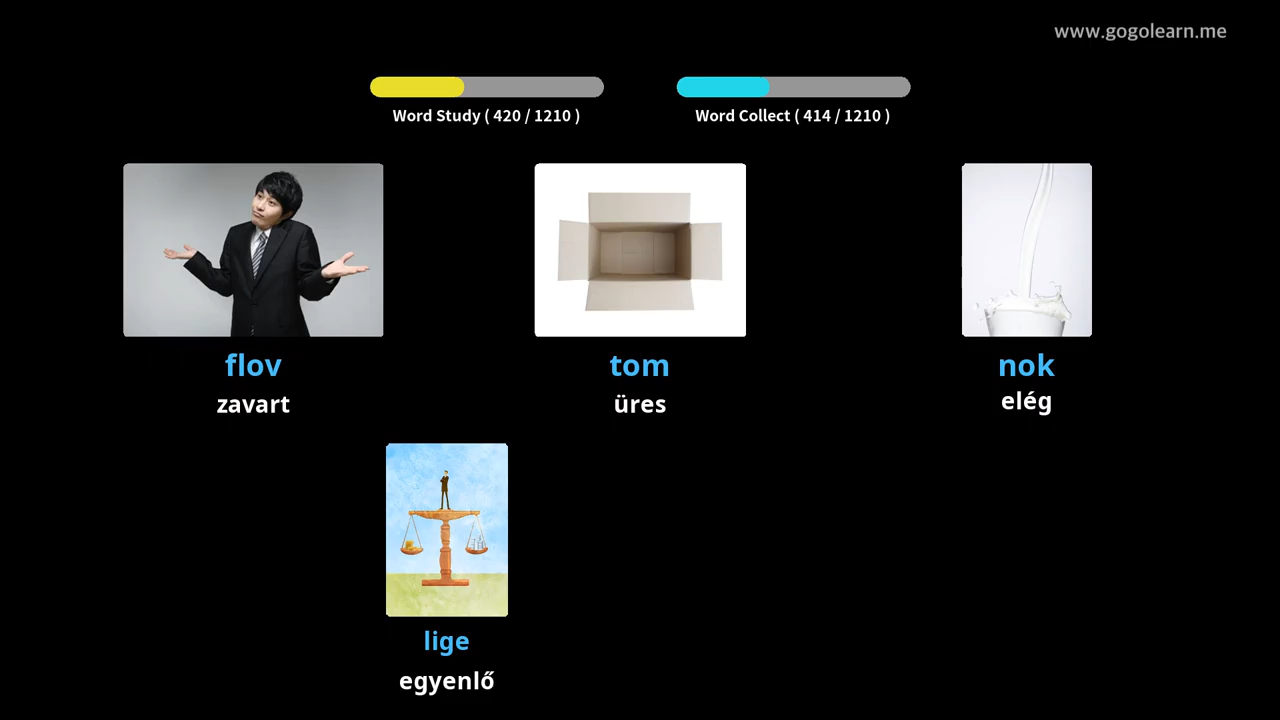 www.gogolearn.me
Word Study ( 420 / 1210 )
Word Collect ( 414 / 1210 )
flov
zavart
tom
üres
nok
elég
lige
egyenlő